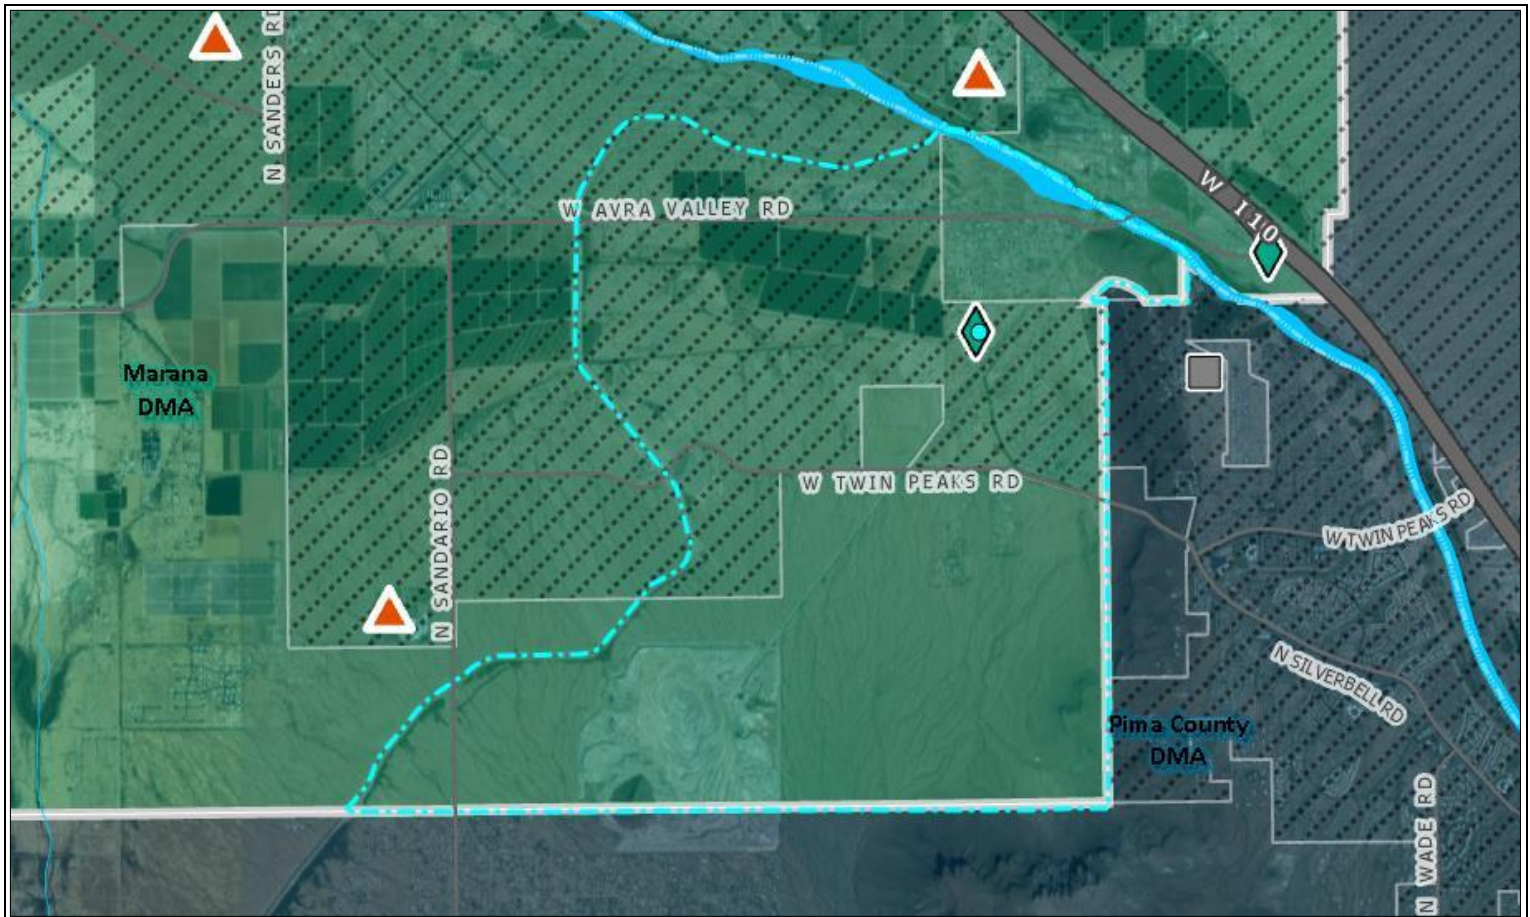 N SANDERS RD
W I10
W AVRA VALLEY RD
Marana
DMA
N SANDARIO RD
W TWIN PEAKS RD
W TWIN PEAKS RD
N SILVERBELL RD
Pima County
DMA
N WADE RD